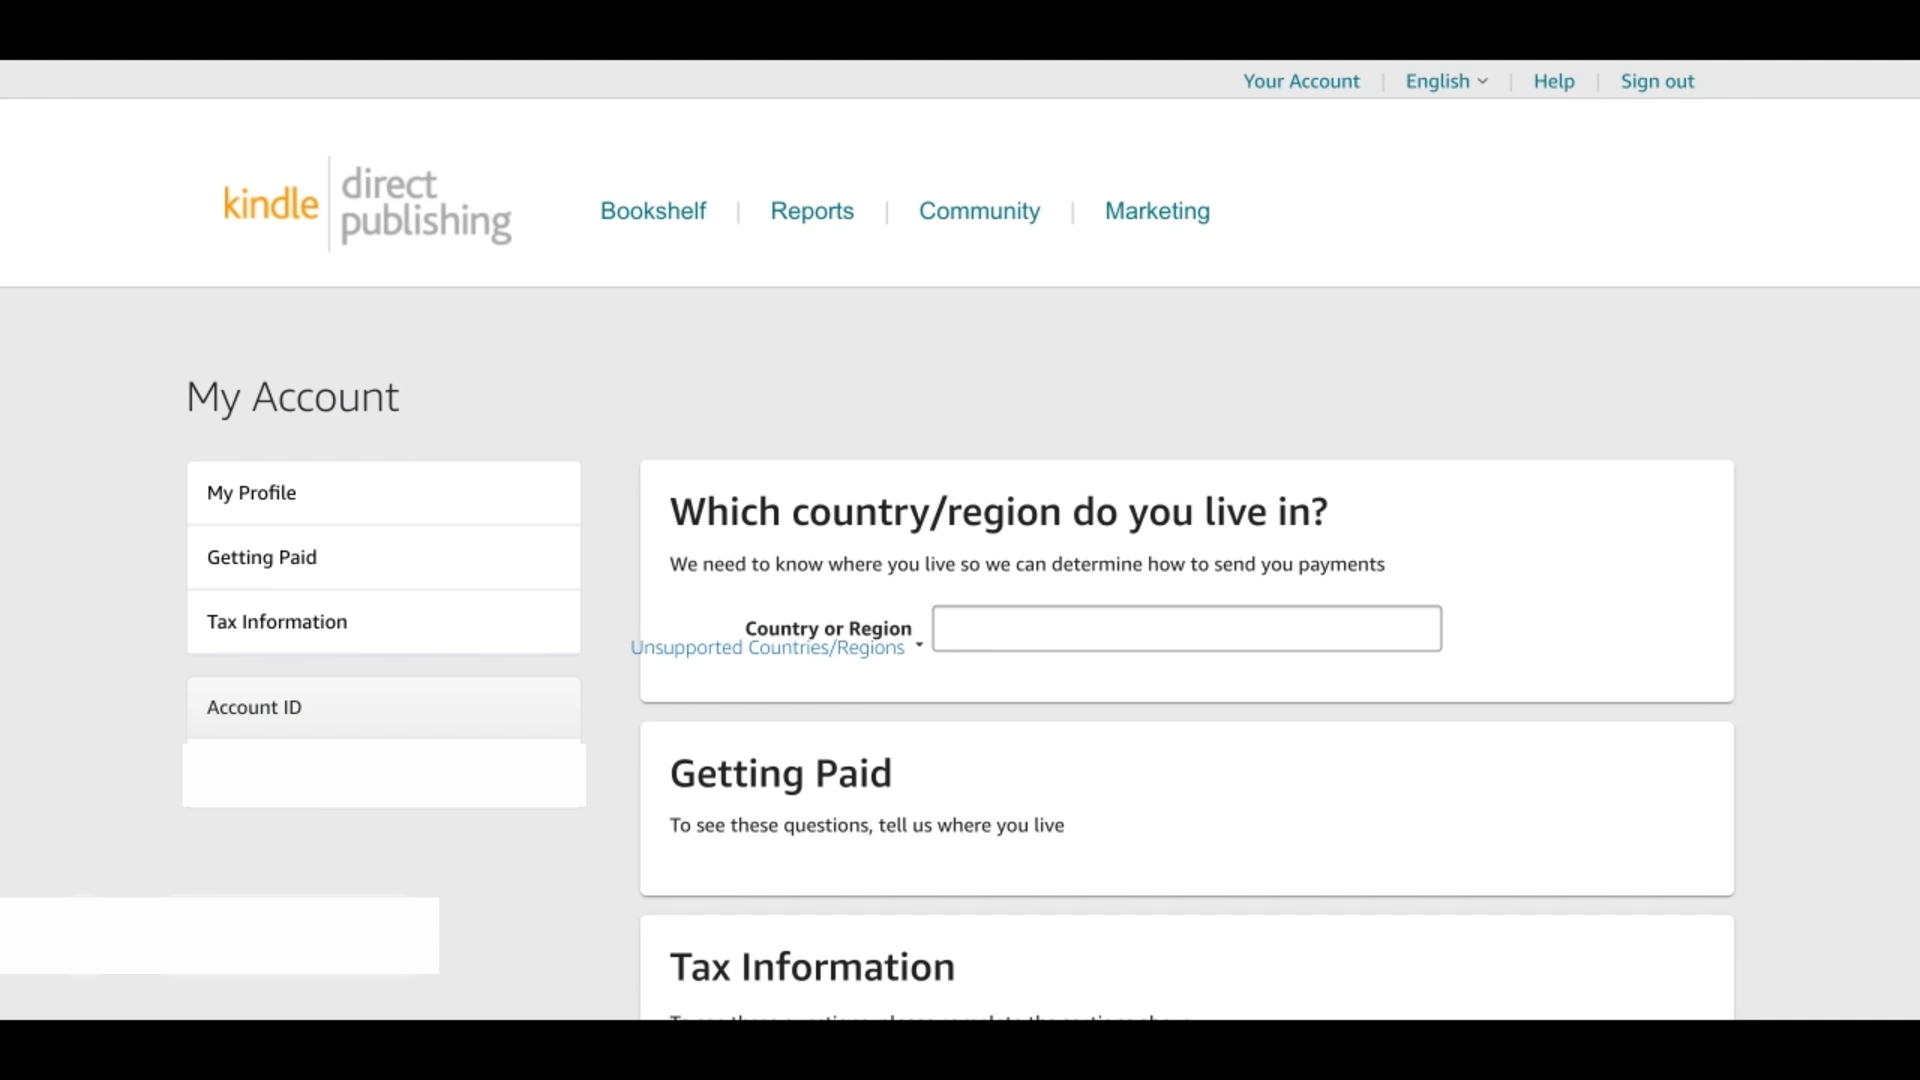 Your Account
English
Help
Sign out
kindle
direct
publishing
Bookshelf
Reports
Community
Marketing
My Account
My Profile
Getting Paid
Tax Information
Account ID
Which country/region do you live in?
We need to know where you live so we can determine how to send you payments
Country or Region
Unsupported Countries/Regions
Getting Paid
To see these questions, tell us where you live
Tax Information